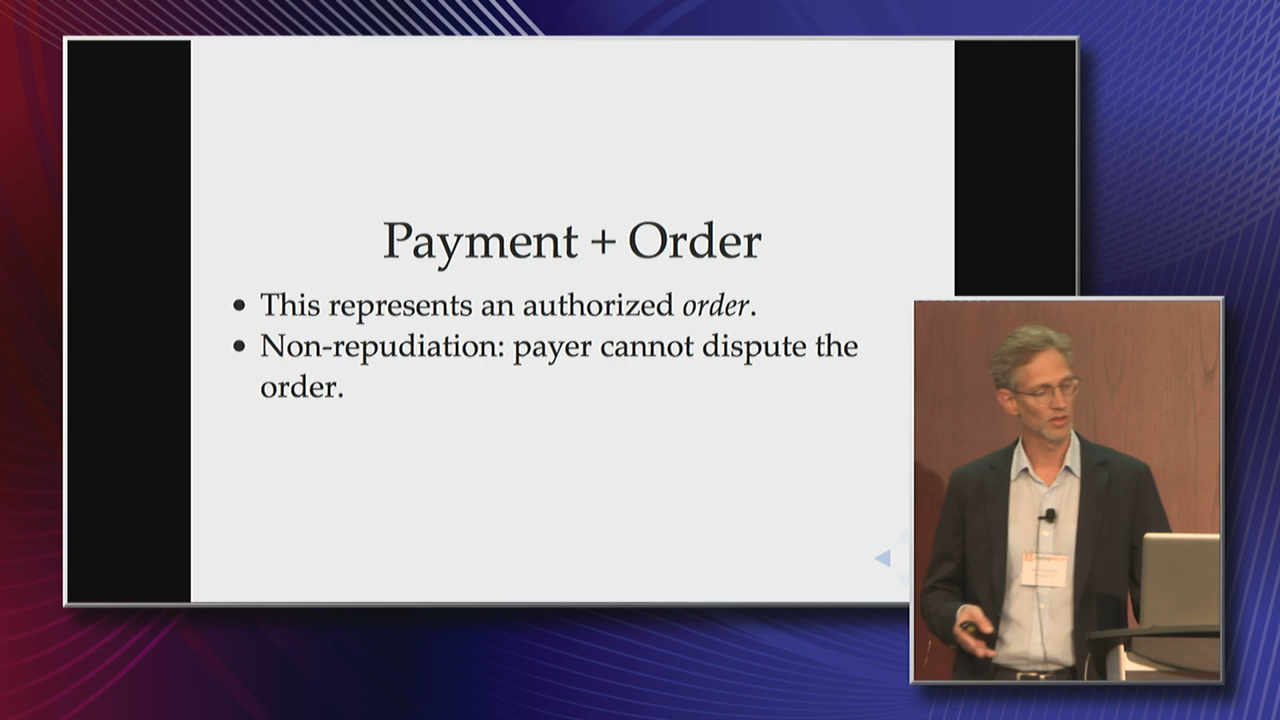 Payment + Order
• This represents an authorized order.
• Non-repudiation: payer cannot dispute the
order.